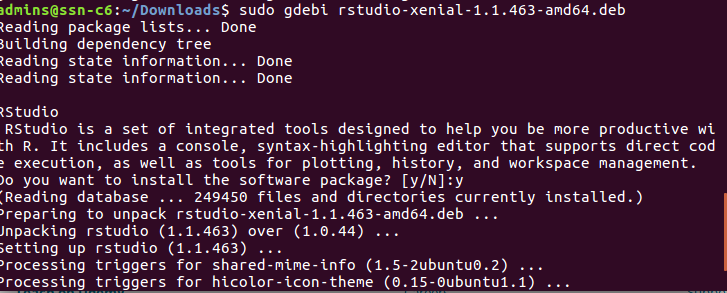 admins@ssn-c6:~/Downloads$ sudo gdebi rstudio-xenial-1.1.463-amd64.deb
Reading package lists... Done
Building dependency tree
Reading state information... Done
Reading state information... Done
RStudio
RStudio is a set of integrated tools designed to help you be more productive wi
th R. It includes a console, syntax-highlighting editor that supports direct cod
e execution, as well as tools for plotting, history, and workspace management.
Do you want to install the software package? [y/N]:y
(Reading database ... 249450 files and directories currently installed.)
Preparing to unpack rstudio-xenial-1.1.463-amd64.deb ...
Unpacking rstudio (1.1.463) over (1.0.44) ...
Setting up rstudio (1.1.463) ...
Processing triggers for shared-mime-info (1.5-2ubuntu0.2) ...
Processing triggers for hicolor-icon-theme (0.15-0ubuntu1.1) ...